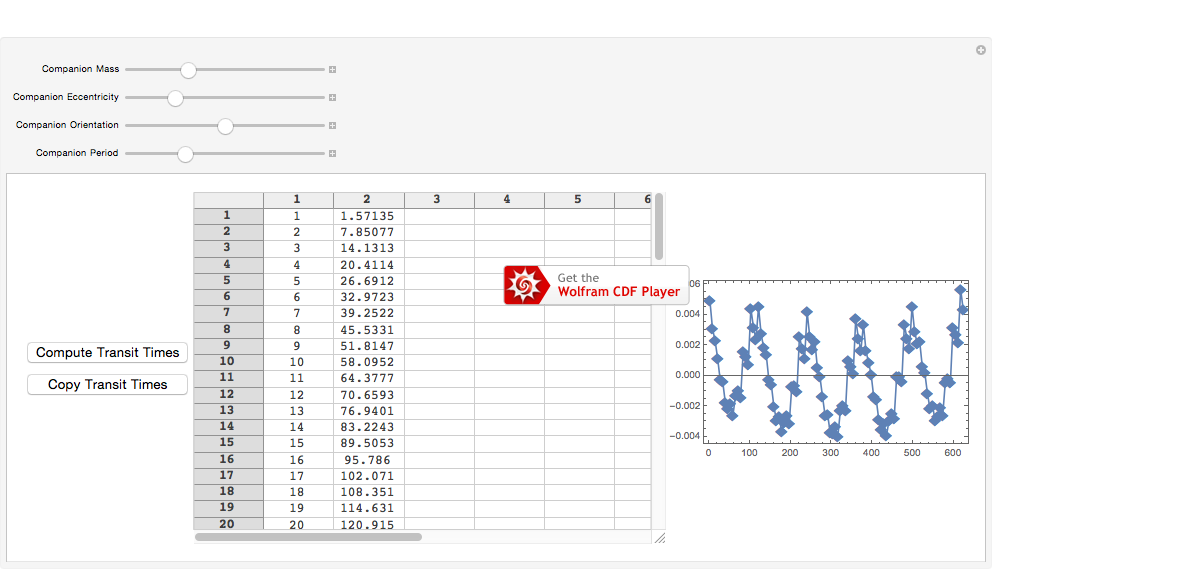 Companion Mass
Companion Eccentricity
Companion Orientation
Companion Period
Compute Transit Times
Copy Transit Times
1 2 3 4 5 6
1 1 1.57135
2 2 7.85077
3 3 14.1313
4 4 20.4114
5 5 26.6912
6 6 32.9723
7 7 39.2522
8 8 45.5331
9 9 51.8147
10 10 58.0952
11 11 64.3777
12 12 70.6593
13 13 76.9401
14 14 83.2243
15 15 89.5053
16 16 95.786
17 17 102.071
18 18 108.351
19 19 114.631
20 20 120.915
Get the
Wolfram CDF Player
06
0.004
0.002
0.000
-0.002
-0.004
0 100 200 300 400 500 600